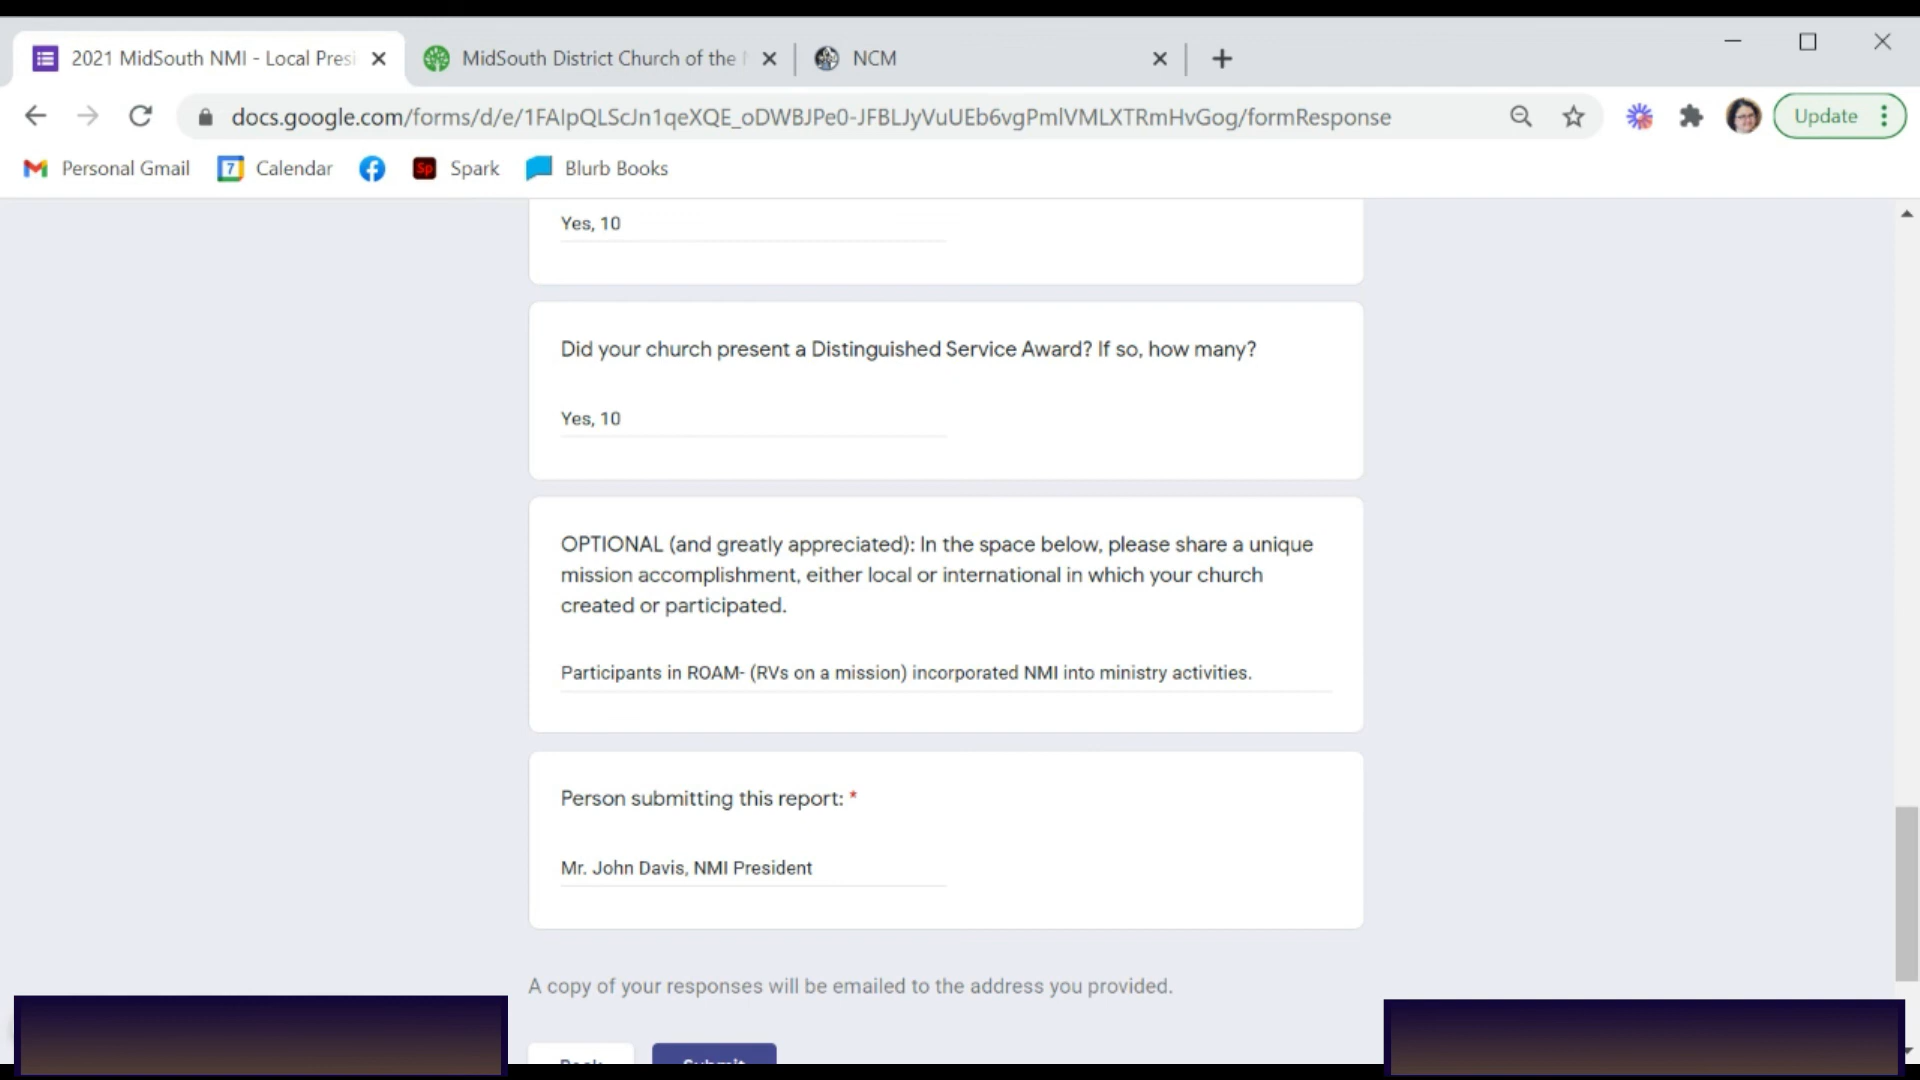 2021 MidSouth NMI - Local Presi
MidSouth District Church of the
NCM
docs.google.com/forms/d/e/1FAIpQLScJn1qeXQE_oDWBJPe0-JFBLJyVuUEb6vgPmlVMLXTRmHvGog/formResponse
Update
Personal Gmail
7
Calendar
Sp
Spark
Blurb Books
Yes, 10
Did your church present a Distinguished Service Award? If so, how many?
Yes, 10
OPTIONAL (and greatly appreciated): In the space below, please share a unique
mission accomplishment, either local or international in which your church
created or participated.
Participants in ROAM- (RVs on a mission) incorporated NMI into ministry activities.
Person submitting this report: *
Mr. John Davis, NMI President
A copy of your responses will be emailed to the address you provided.
Back
Submit